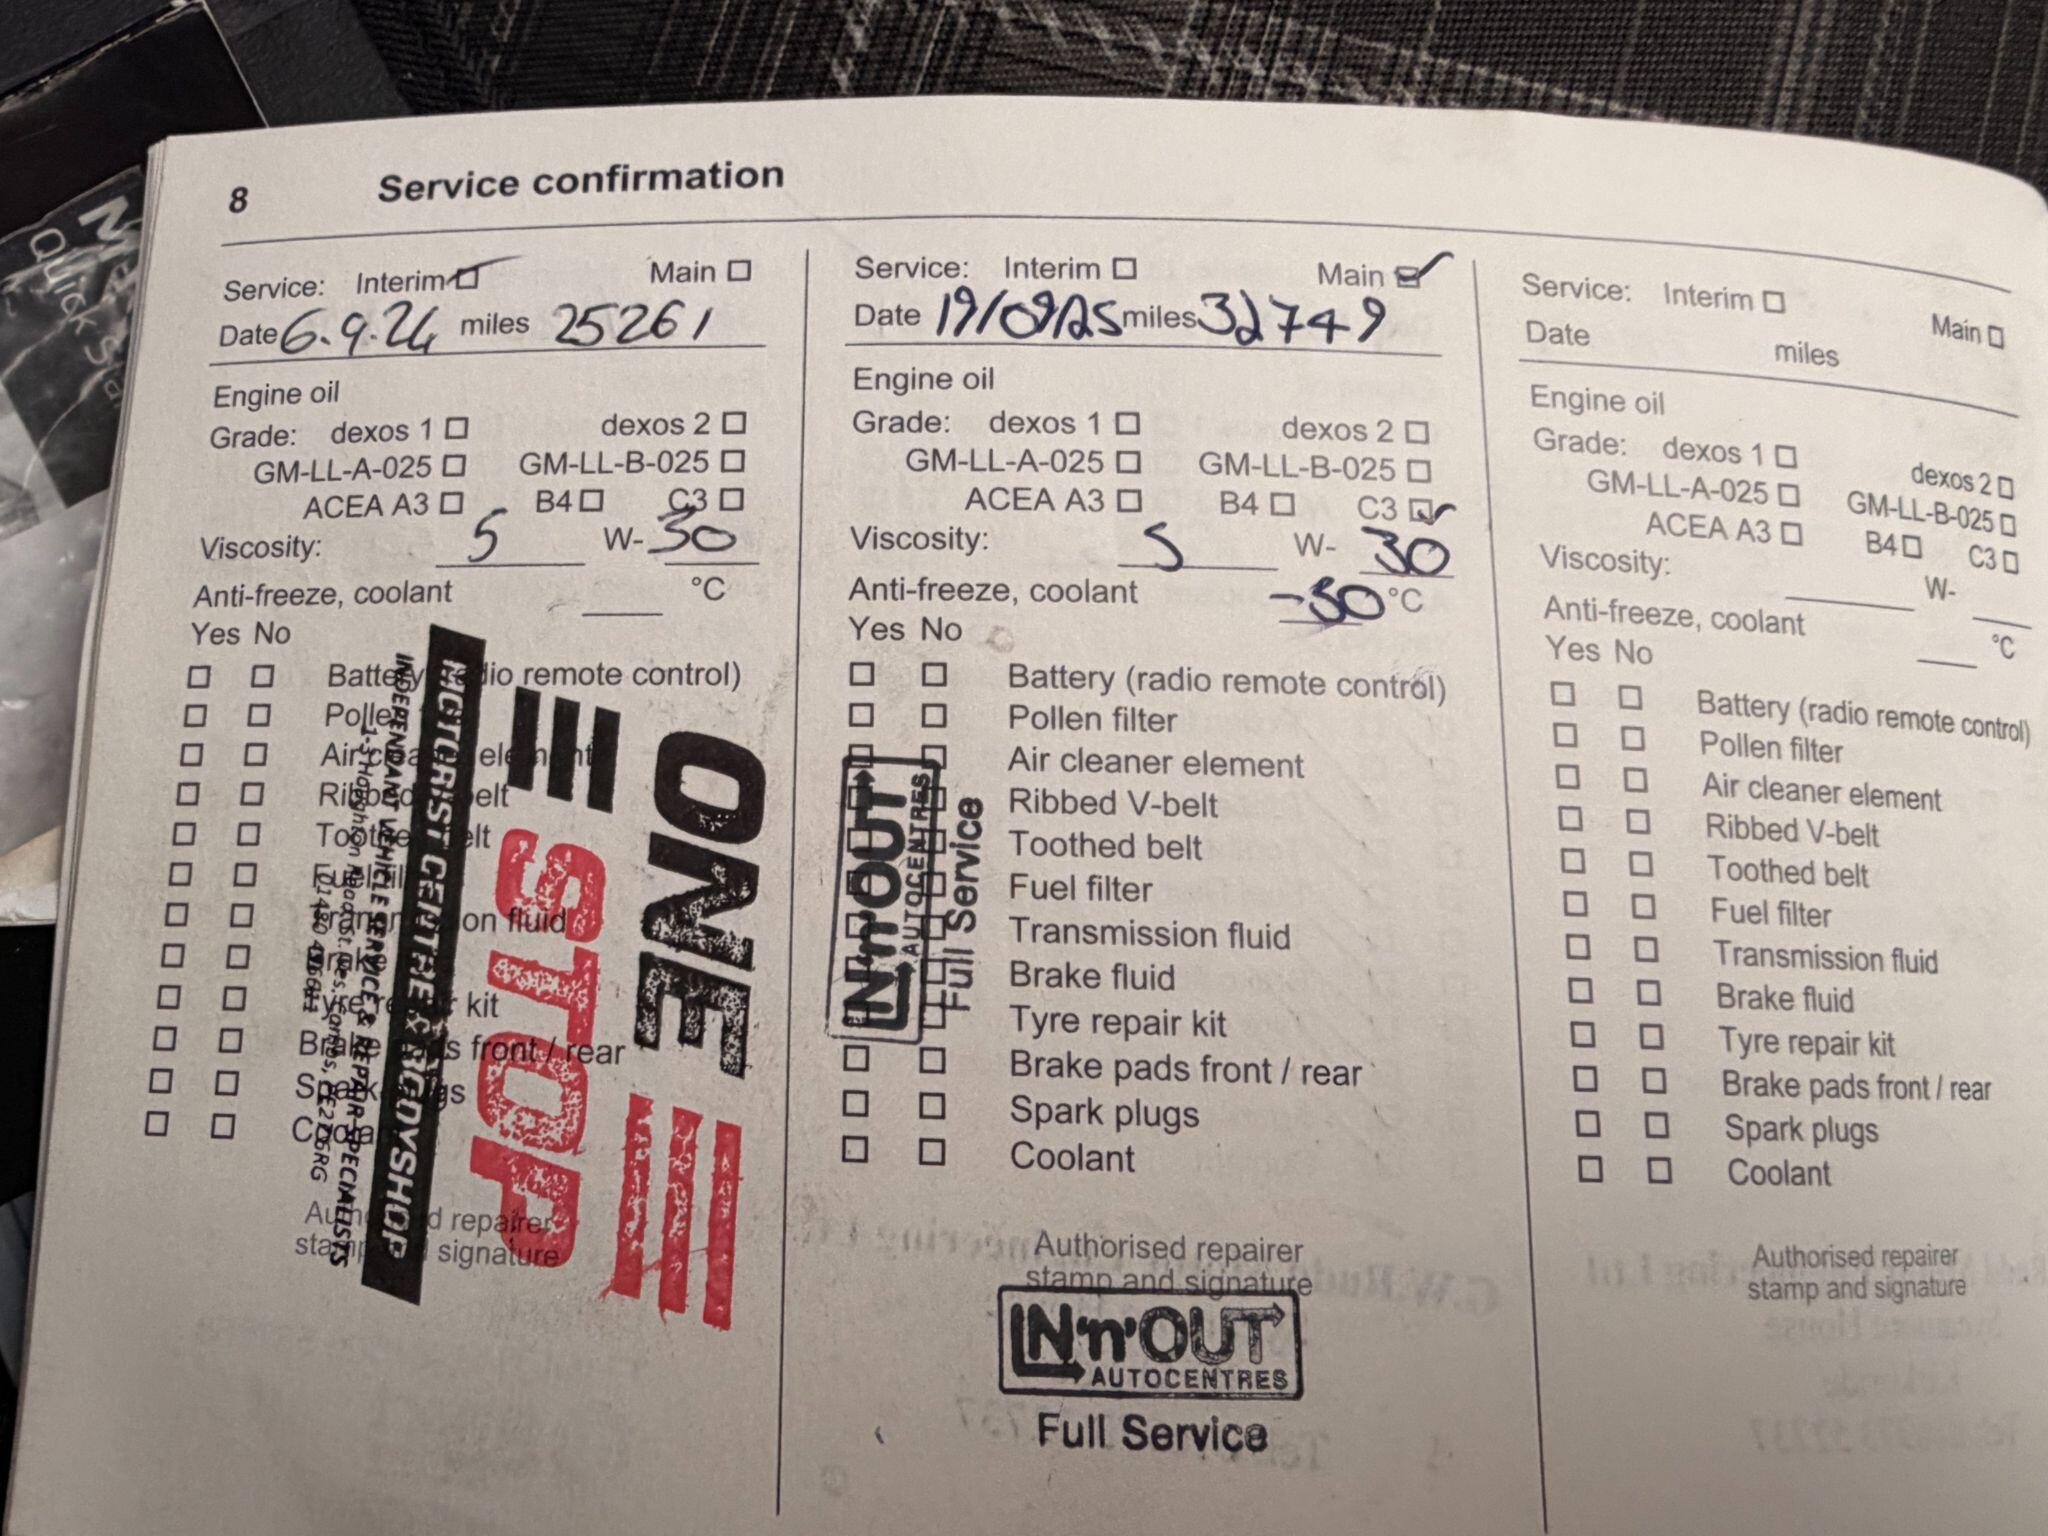 8 Service confirmation
Service: Interim Main
Date 6.9.24 miles 25261
Engine oil
Grade: dexos 1 dexos 2
GM-LL-A-025 GM-LL-B-025
ACEA A3 B4 C3
Viscosity: 5 W- 30
Anti-freeze, coolant °C
Yes No
Battery (radio remote control)
Pollen
Air cleaner element
Ribbed belt
Toothed belt
Transmission fluid
Tyre repair kit
Brake pads front / rear
Spark plugs
Coolant
Authorised repairer
stamp and signature
ONE
STOP
MOTORIST CENTRE & BODYSHOP
INDEPENDANT VEHICLE SERVICE & REPAIR SPECIALISTS
Service: Interim Main
Date 19/09/25 miles 32749
Engine oil
Grade: dexos 1 dexos 2
GM-LL-A-025 GM-LL-B-025
ACEA A3 B4 C3
Viscosity: 5 W- 30
Anti-freeze, coolant -30 °C
Yes No
Battery (radio remote control)
Pollen filter
Air cleaner element
Ribbed V-belt
Toothed belt
Fuel filter
Transmission fluid
Brake fluid
Tyre repair kit
Brake pads front / rear
Spark plugs
Coolant
IN'n'OUT
AUTOCENTRES
Full Service
Authorised repairer
stamp and signature
IN'n'OUT
AUTOCENTRES
Full Service
Service: Interim Main
Date miles
Engine oil
Grade: dexos 1 dexos 2
GM-LL-A-025 GM-LL-B-025
ACEA A3 B4 C3
Viscosity: W-
Anti-freeze, coolant °C
Yes No
Battery (radio remote control)
Pollen filter
Air cleaner element
Ribbed V-belt
Toothed belt
Fuel filter
Transmission fluid
Brake fluid
Tyre repair kit
Brake pads front / rear
Spark plugs
Coolant
Authorised repairer
stamp and signature
Quick